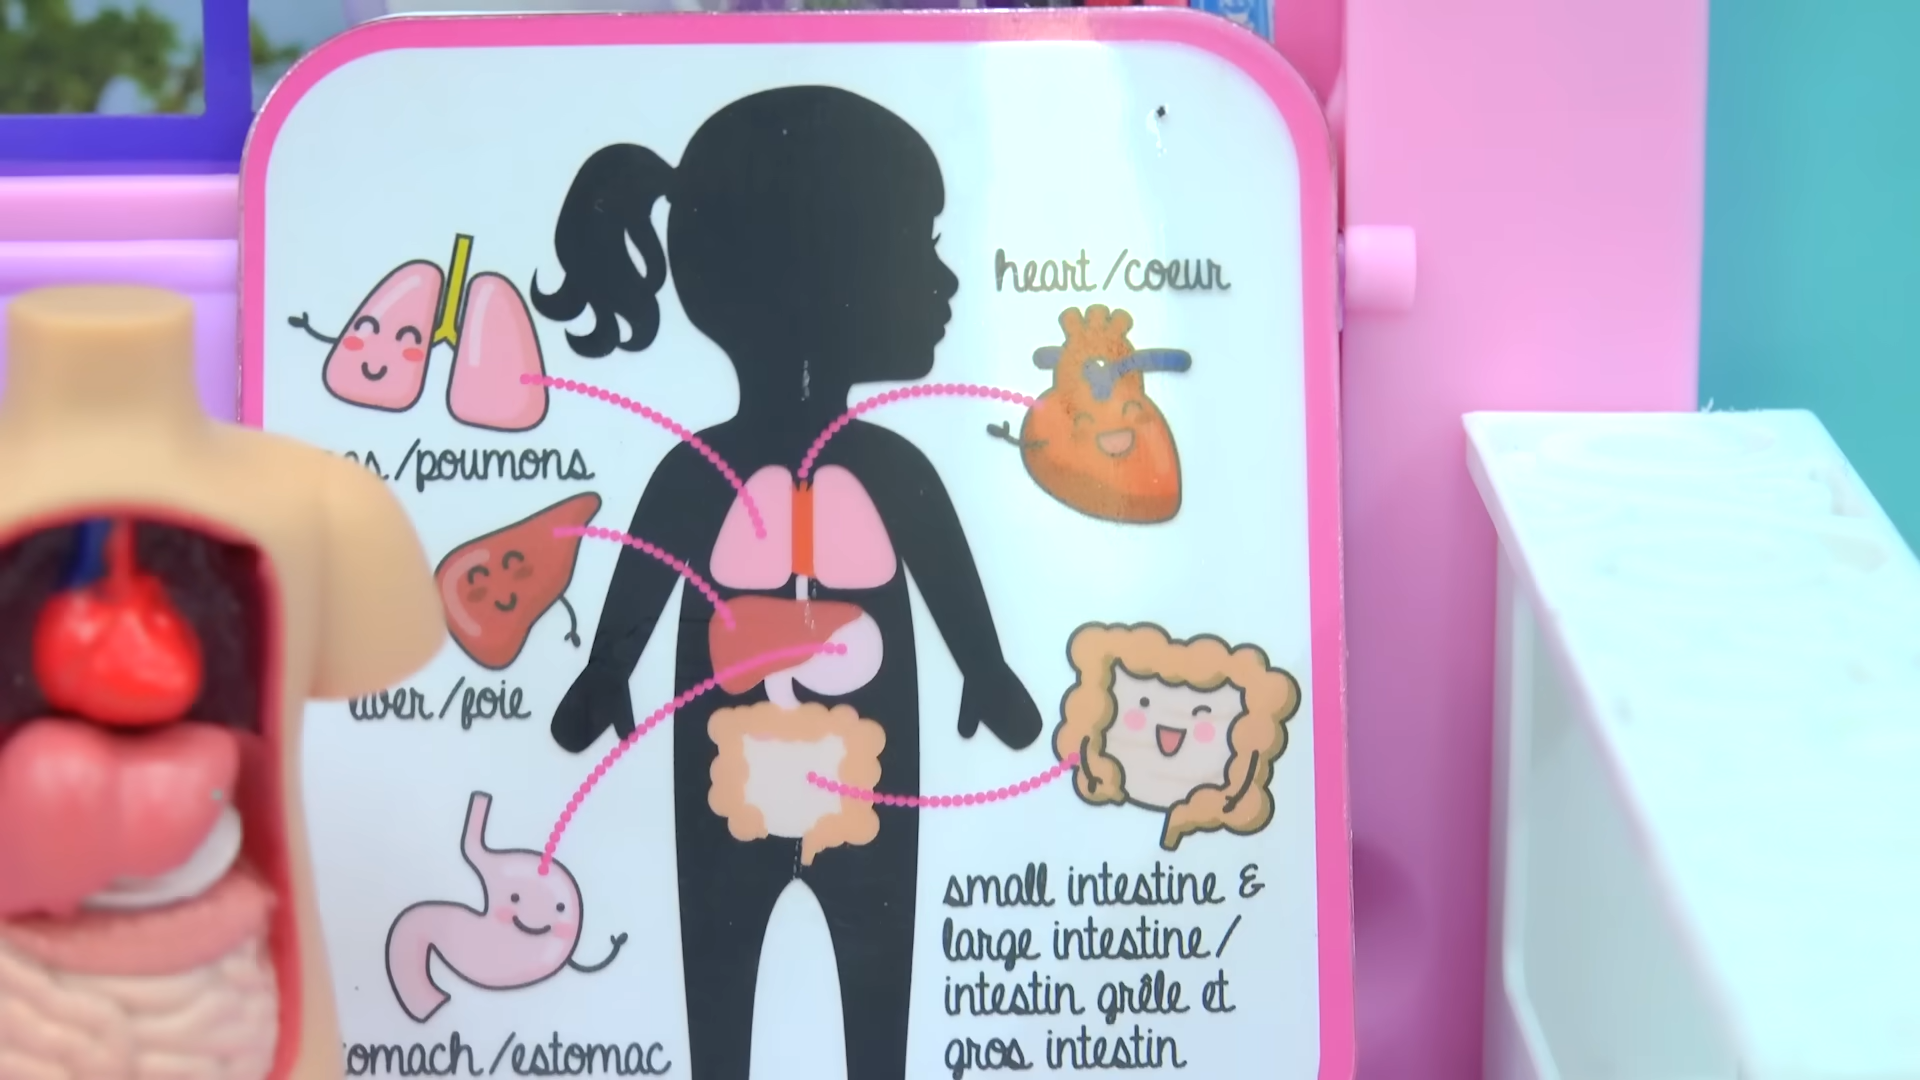 heart/coeur
/poumons
liver/foie
small intestine &
large intestine/
intestin grêle et
gros intestin
/estomac